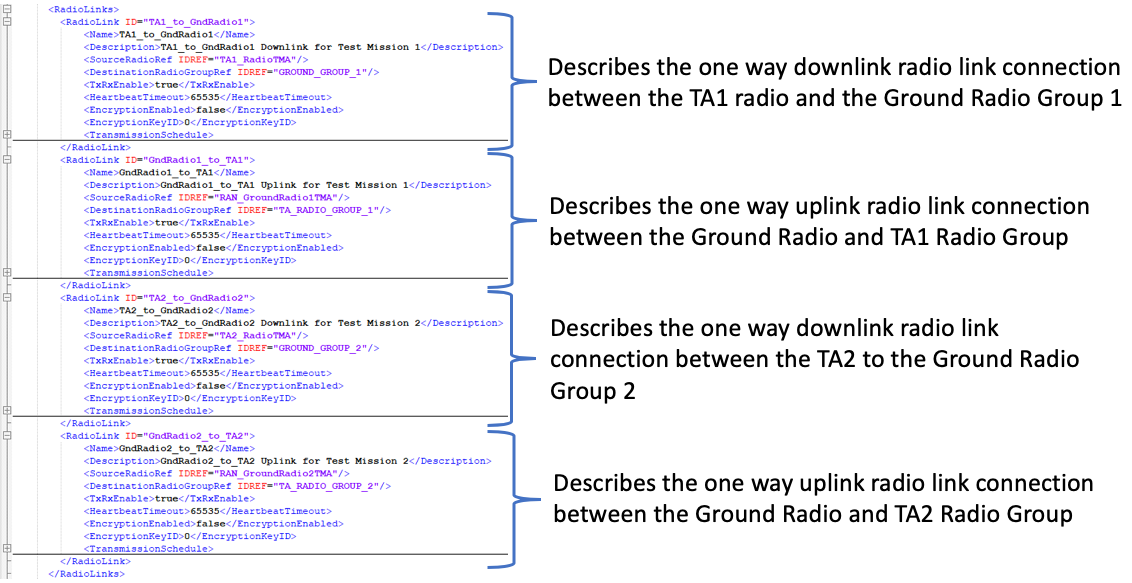 <RadioLinks>
<RadioLink ID="TA1_to_GndRadio1">
<Name>TA1_to_GndRadio1</Name>
<Description>TA1_to_GndRadio1 Downlink for Test Mission 1</Description>
<SourceRadioRef IDREF="TA1_RadioTMA"/>
<DestinationRadioGroupRef IDREF="GROUND_GROUP_1"/>
<TxRxEnable>true</TxRxEnable>
<HeartbeatTimeout>65535</HeartbeatTimeout>
<EncryptionEnabled>false</EncryptionEnabled>
<EncryptionKeyID>0</EncryptionKeyID>
<TransmissionSchedule>
</RadioLink>
Describes the one way downlink radio link connection
between the TA1 radio and the Ground Radio Group 1
<RadioLink ID="GndRadio1_to_TA1">
<Name>GndRadio1_to_TA1</Name>
<Description>GndRadio1_to_TA1 Uplink for Test Mission 1</Description>
<SourceRadioRef IDREF="RAN_GroundRadio1TMA"/>
<DestinationRadioGroupRef IDREF="TA_RADIO_GROUP_1"/>
<TxRxEnable>true</TxRxEnable>
<HeartbeatTimeout>65535</HeartbeatTimeout>
<EncryptionEnabled>false</EncryptionEnabled>
<EncryptionKeyID>0</EncryptionKeyID>
<TransmissionSchedule>
</RadioLink>
Describes the one way uplink radio link connection
between the Ground Radio and TA1 Radio Group
<RadioLink ID="TA2_to_GndRadio2">
<Name>TA2_to_GndRadio2</Name>
<Description>TA2_to_GndRadio2 Downlink for Test Mission 2</Description>
<SourceRadioRef IDREF="TA2_RadioTMA"/>
<DestinationRadioGroupRef IDREF="GROUND_GROUP_2"/>
<TxRxEnable>true</TxRxEnable>
<HeartbeatTimeout>65535</HeartbeatTimeout>
<EncryptionEnabled>false</EncryptionEnabled>
<EncryptionKeyID>0</EncryptionKeyID>
<TransmissionSchedule>
</RadioLink>
Describes the one way downlink radio link
connection between the TA2 to the Ground Radio
Group 2
<RadioLink ID="GndRadio2_to_TA2">
<Name>GndRadio2_to_TA2</Name>
<Description>GndRadio2_to_TA2 Uplink for Test Mission 2</Description>
<SourceRadioRef IDREF="RAN_GroundRadio2TMA"/>
<DestinationRadioGroupRef IDREF="TA_RADIO_GROUP_2"/>
<TxRxEnable>true</TxRxEnable>
<HeartbeatTimeout>65535</HeartbeatTimeout>
<EncryptionEnabled>false</EncryptionEnabled>
<EncryptionKeyID>0</EncryptionKeyID>
<TransmissionSchedule>
</RadioLink>
</RadioLinks>
Describes the one way uplink radio link connection
between the Ground Radio and TA2 Radio Group